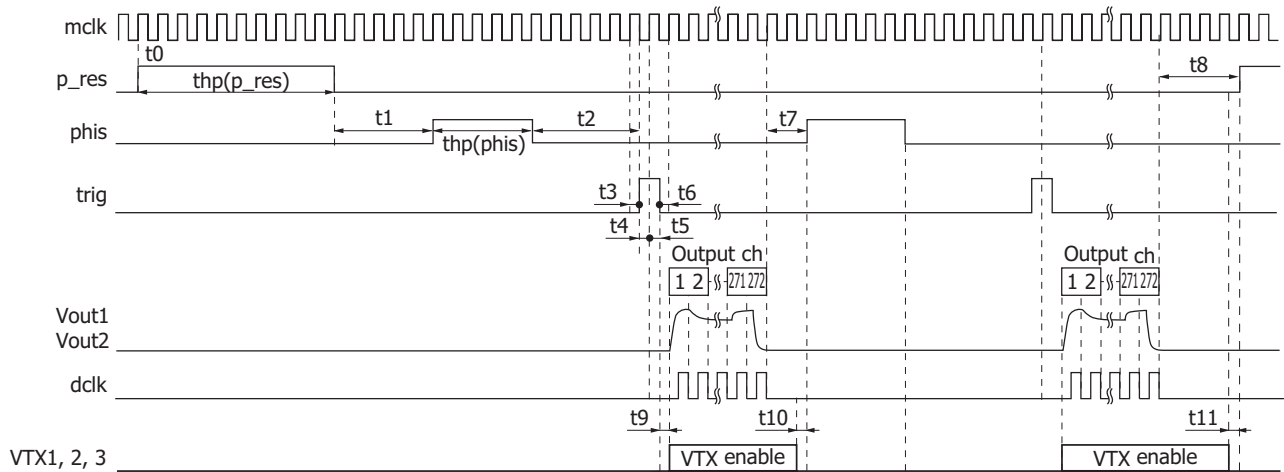 mclk
t0
p_res
thp(p_res)
t8
phis
t1
thp(phis)
t2
t7
trig
t3
t6
t4
t5
Output ch
Output ch
1 2
271 272
1 2
271 272
Vout1
Vout2
dclk
t9
t10
t11
VTX1, 2, 3
VTX enable
VTX enable